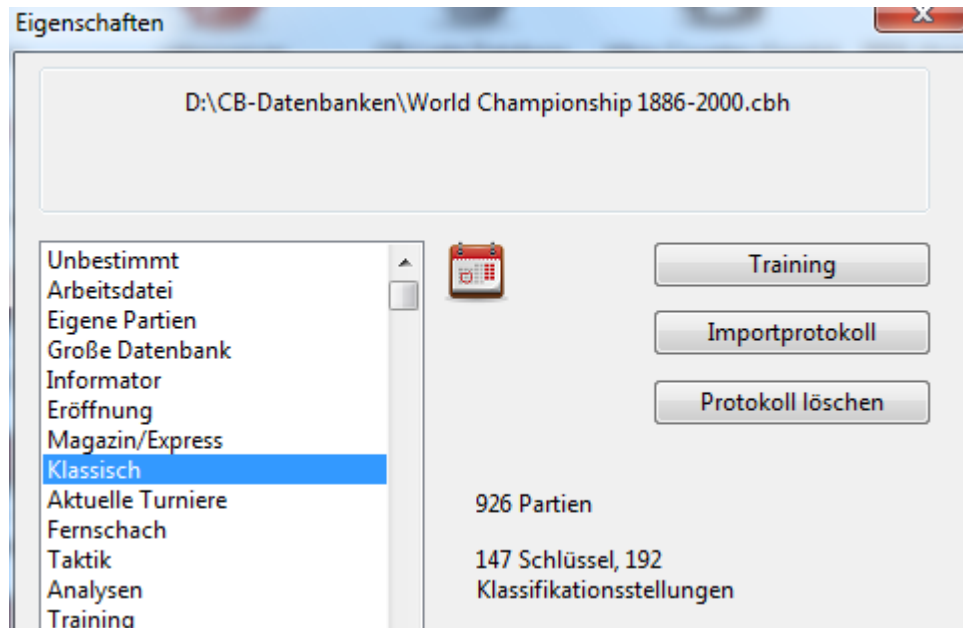 Eigenschaften
D:\CB-Datenbanken\World Championship 1886-2000.cbh
Unbestimmt
Arbeitsdatei
Eigene Partien
Große Datenbank
Informator
Eröffnung
Magazin/Express
Klassisch
Aktuelle Turniere
Fernschach
Taktik
Analysen
Training
Training
Importprotokoll
Protokoll löschen
926 Partien
147 Schlüssel, 192
Klassifikationsstellungen